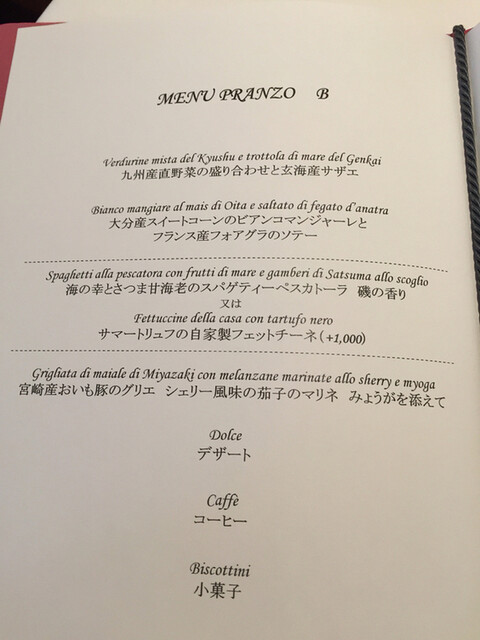 MENU PRANZO B
Verdurine mista del Kyushu e trottola di mare del Genkai
九州産直野菜の盛り合わせと玄海産サザエ
Bianco mangiare al mais di Oita e saltato di fegato d'anatra
大分産スイートコーンのビアンコマンジャーレと
フランス産フォアグラのソテー
Spaghetti alla pescatora con frutti di mare e gamberi di Satsuma allo scoglio
海の幸とさつま甘海老のスパゲティーペスカトーラ 磯の香り
又は
Fettuccine della casa con tartufo nero
サマートリュフの自家製フェットチーネ(+1,000)
Grigliata di maiale di Miyazaki con melanzane marinate allo sherry e myoga
宮崎産おいも豚のグリエ シェリー風味の茄子のマリネ みょうがを添えて
Dolce
デザート
Caffè
コーヒー
Biscottini
小菓子